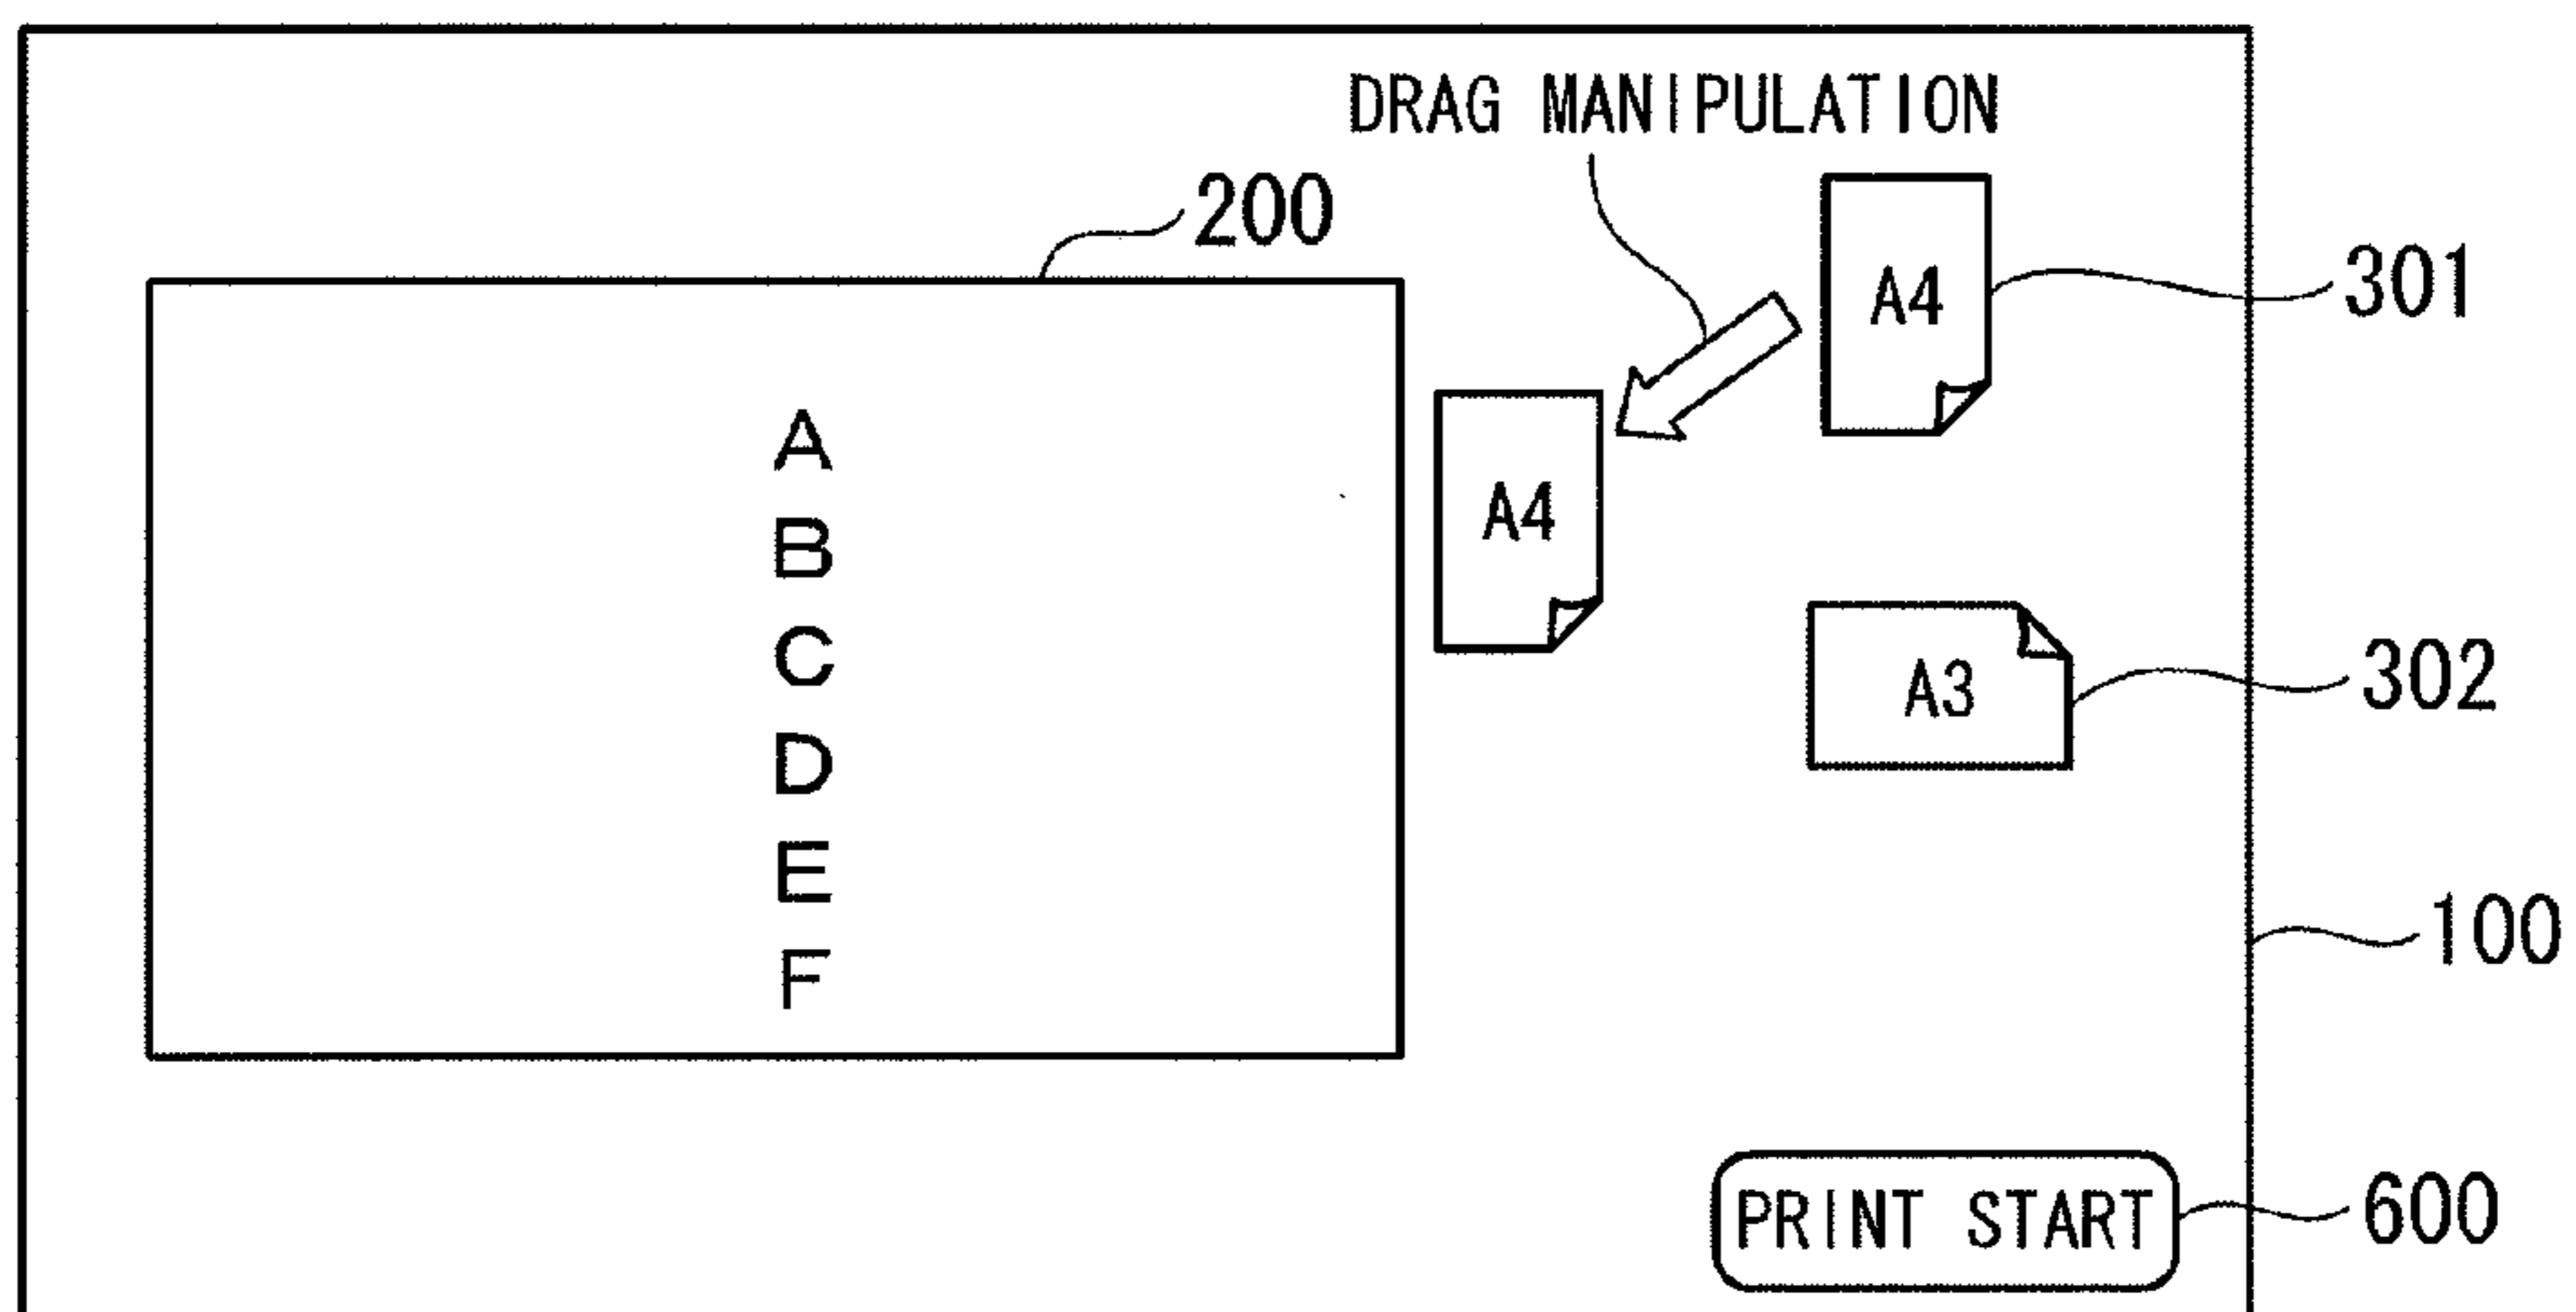 DRAG MANIPULATION
200
A4
301
A
B
C
D
E
F
A4
A3
302
100
PRINT START
600